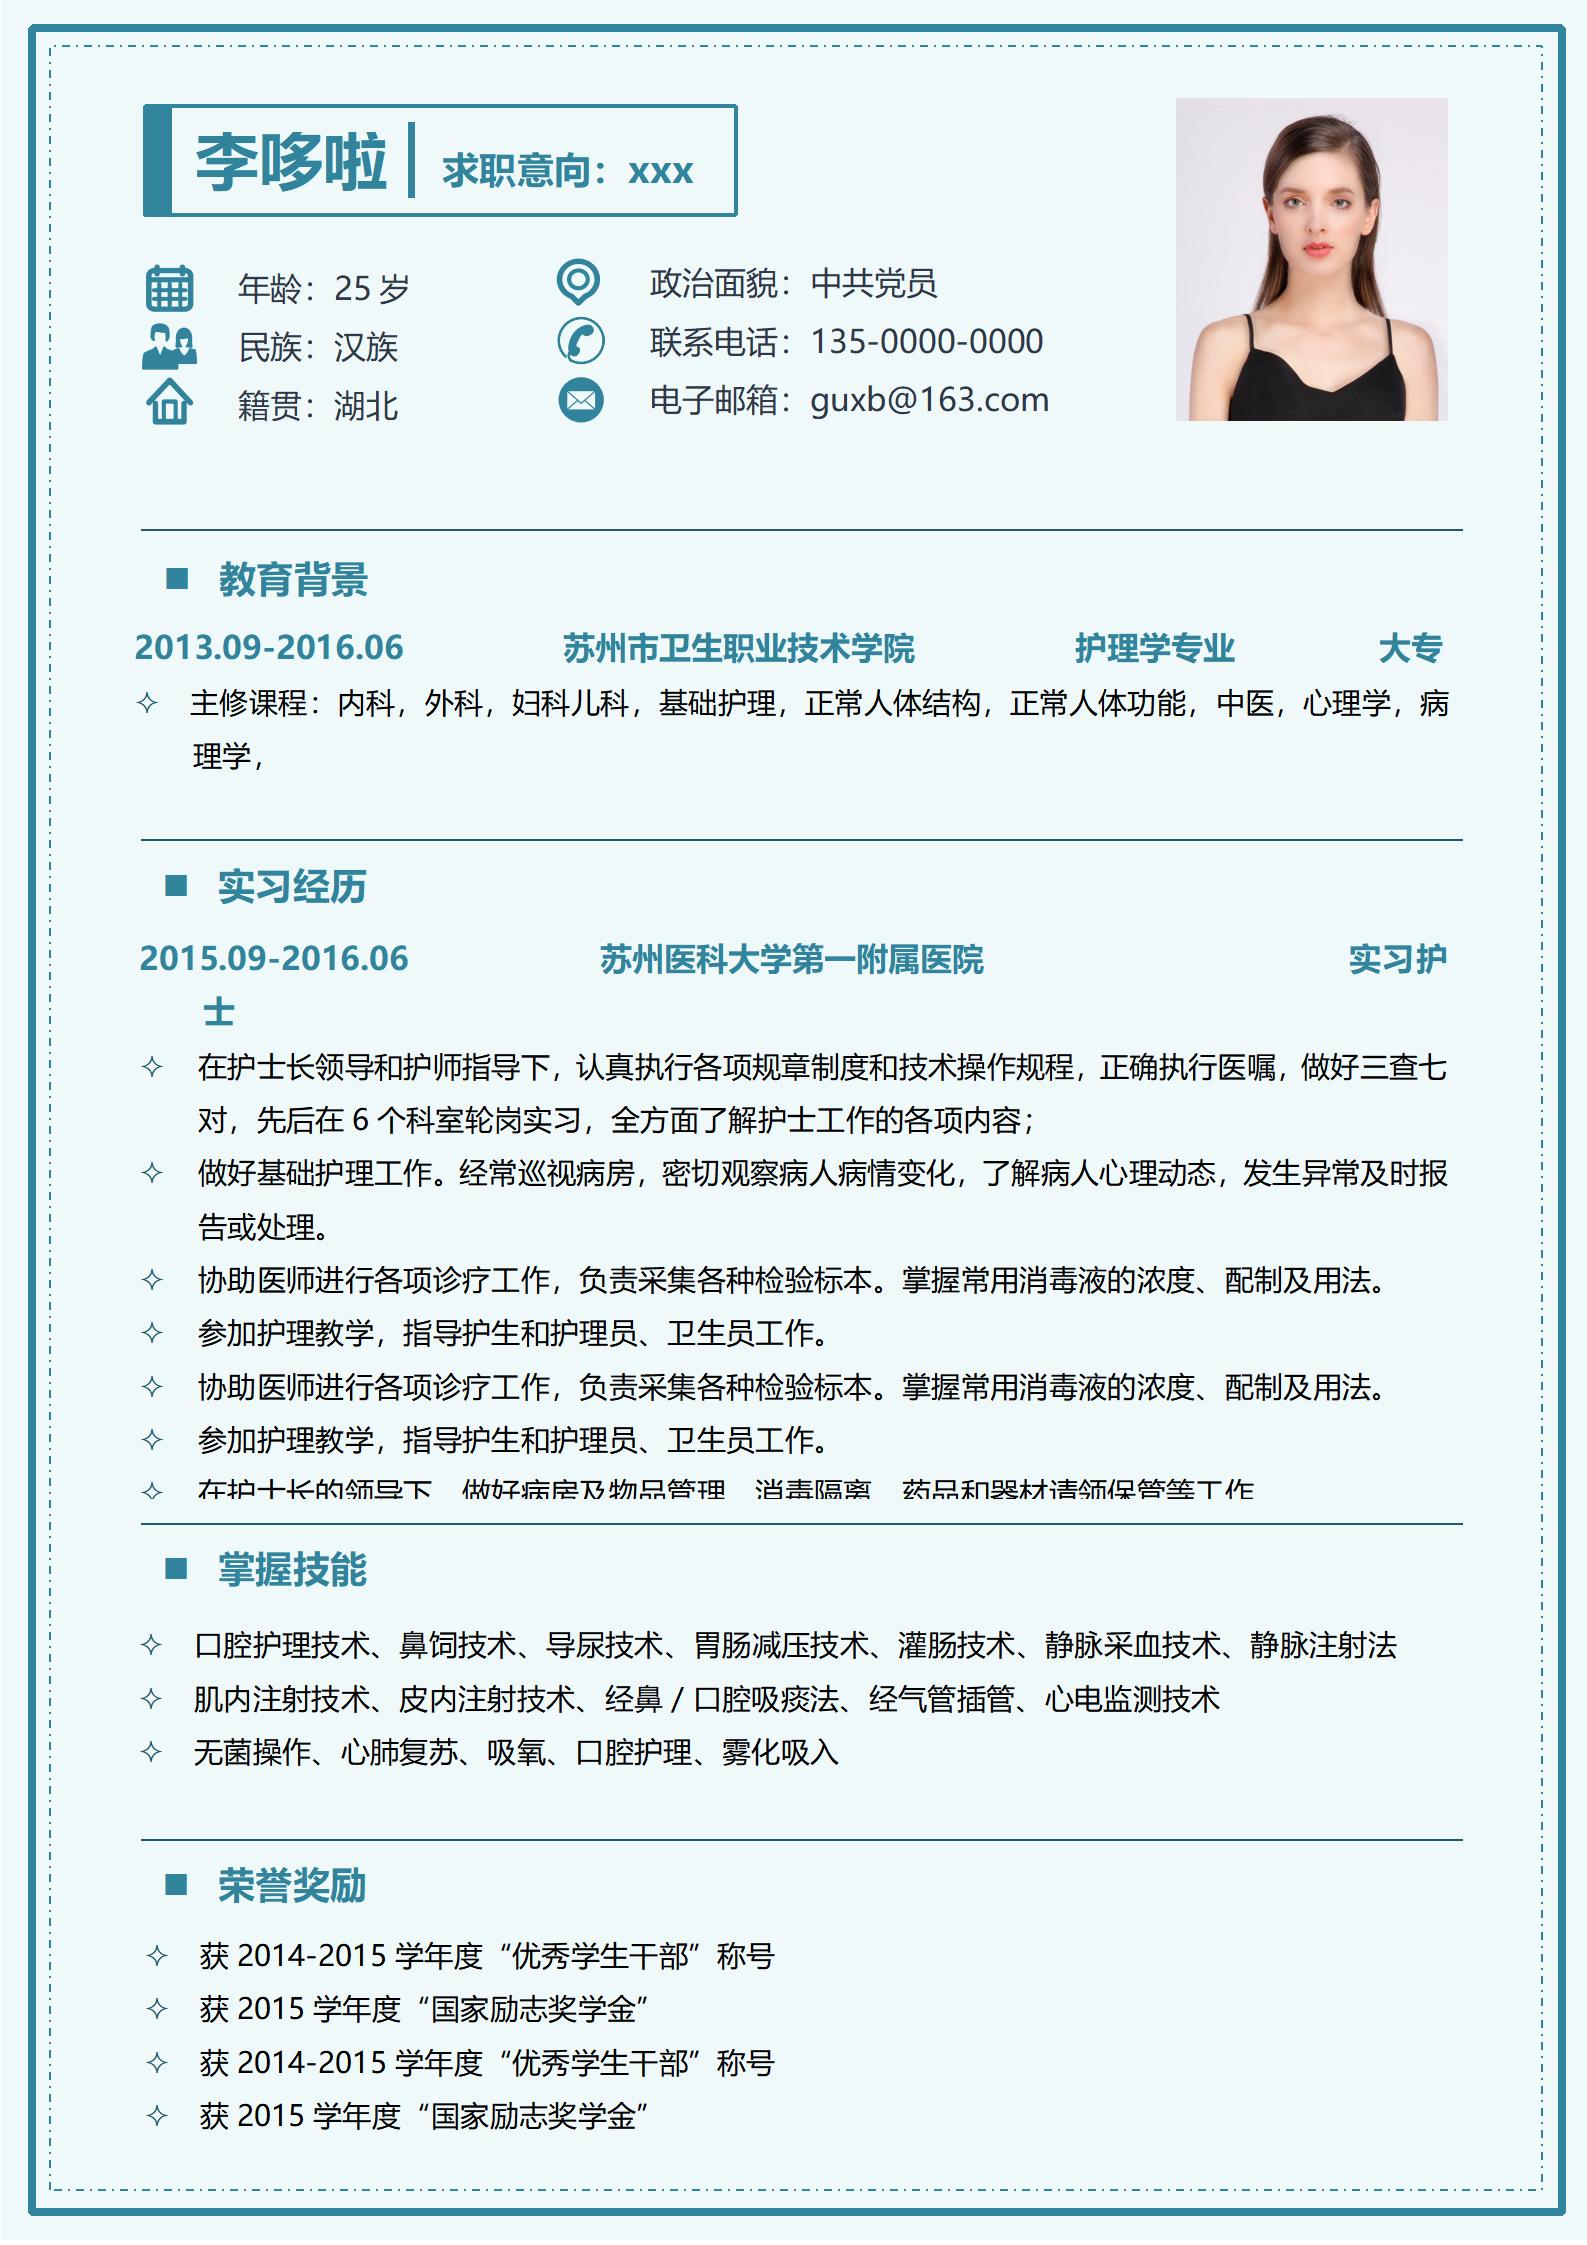 李哆啦 求职意向：xxx
年龄：25 岁
民族：汉族
籍贯：湖北
政治面貌：中共党员
联系电话：135-0000-0000
电子邮箱：guxb@163.com
■ 教育背景
2013.09-2016.06 苏州市卫生职业技术学院 护理学专业 大专
主修课程：内科，外科，妇科儿科，基础护理，正常人体结构，正常人体功能，中医，心理学，病
理学，
■ 实习经历
2015.09-2016.06 苏州医科大学第一附属医院 实习护
士
在护士长领导和护师指导下，认真执行各项规章制度和技术操作规程，正确执行医嘱，做好三查七
对，先后在 6 个科室轮岗实习，全方面了解护士工作的各项内容；
做好基础护理工作。经常巡视病房，密切观察病人病情变化，了解病人心理动态，发生异常及时报
告或处理。
协助医师进行各项诊疗工作，负责采集各种检验标本。掌握常用消毒液的浓度、配制及用法。
参加护理教学，指导护生和护理员、卫生员工作。
协助医师进行各项诊疗工作，负责采集各种检验标本。掌握常用消毒液的浓度、配制及用法。
参加护理教学，指导护生和护理员、卫生员工作。
在护士长的领导下 做好病房及物品管理 消毒隔离 药品和器材请领保管等工作
■ 掌握技能
口腔护理技术、鼻饲技术、导尿技术、胃肠减压技术、灌肠技术、静脉采血技术、静脉注射法
肌内注射技术、皮内注射技术、经鼻 / 口腔吸痰法、经气管插管、心电监测技术
无菌操作、心肺复苏、吸氧、口腔护理、雾化吸入
■ 荣誉奖励
获 2014-2015 学年度“优秀学生干部”称号
获 2015 学年度“国家励志奖学金”
获 2014-2015 学年度“优秀学生干部”称号
获 2015 学年度“国家励志奖学金”